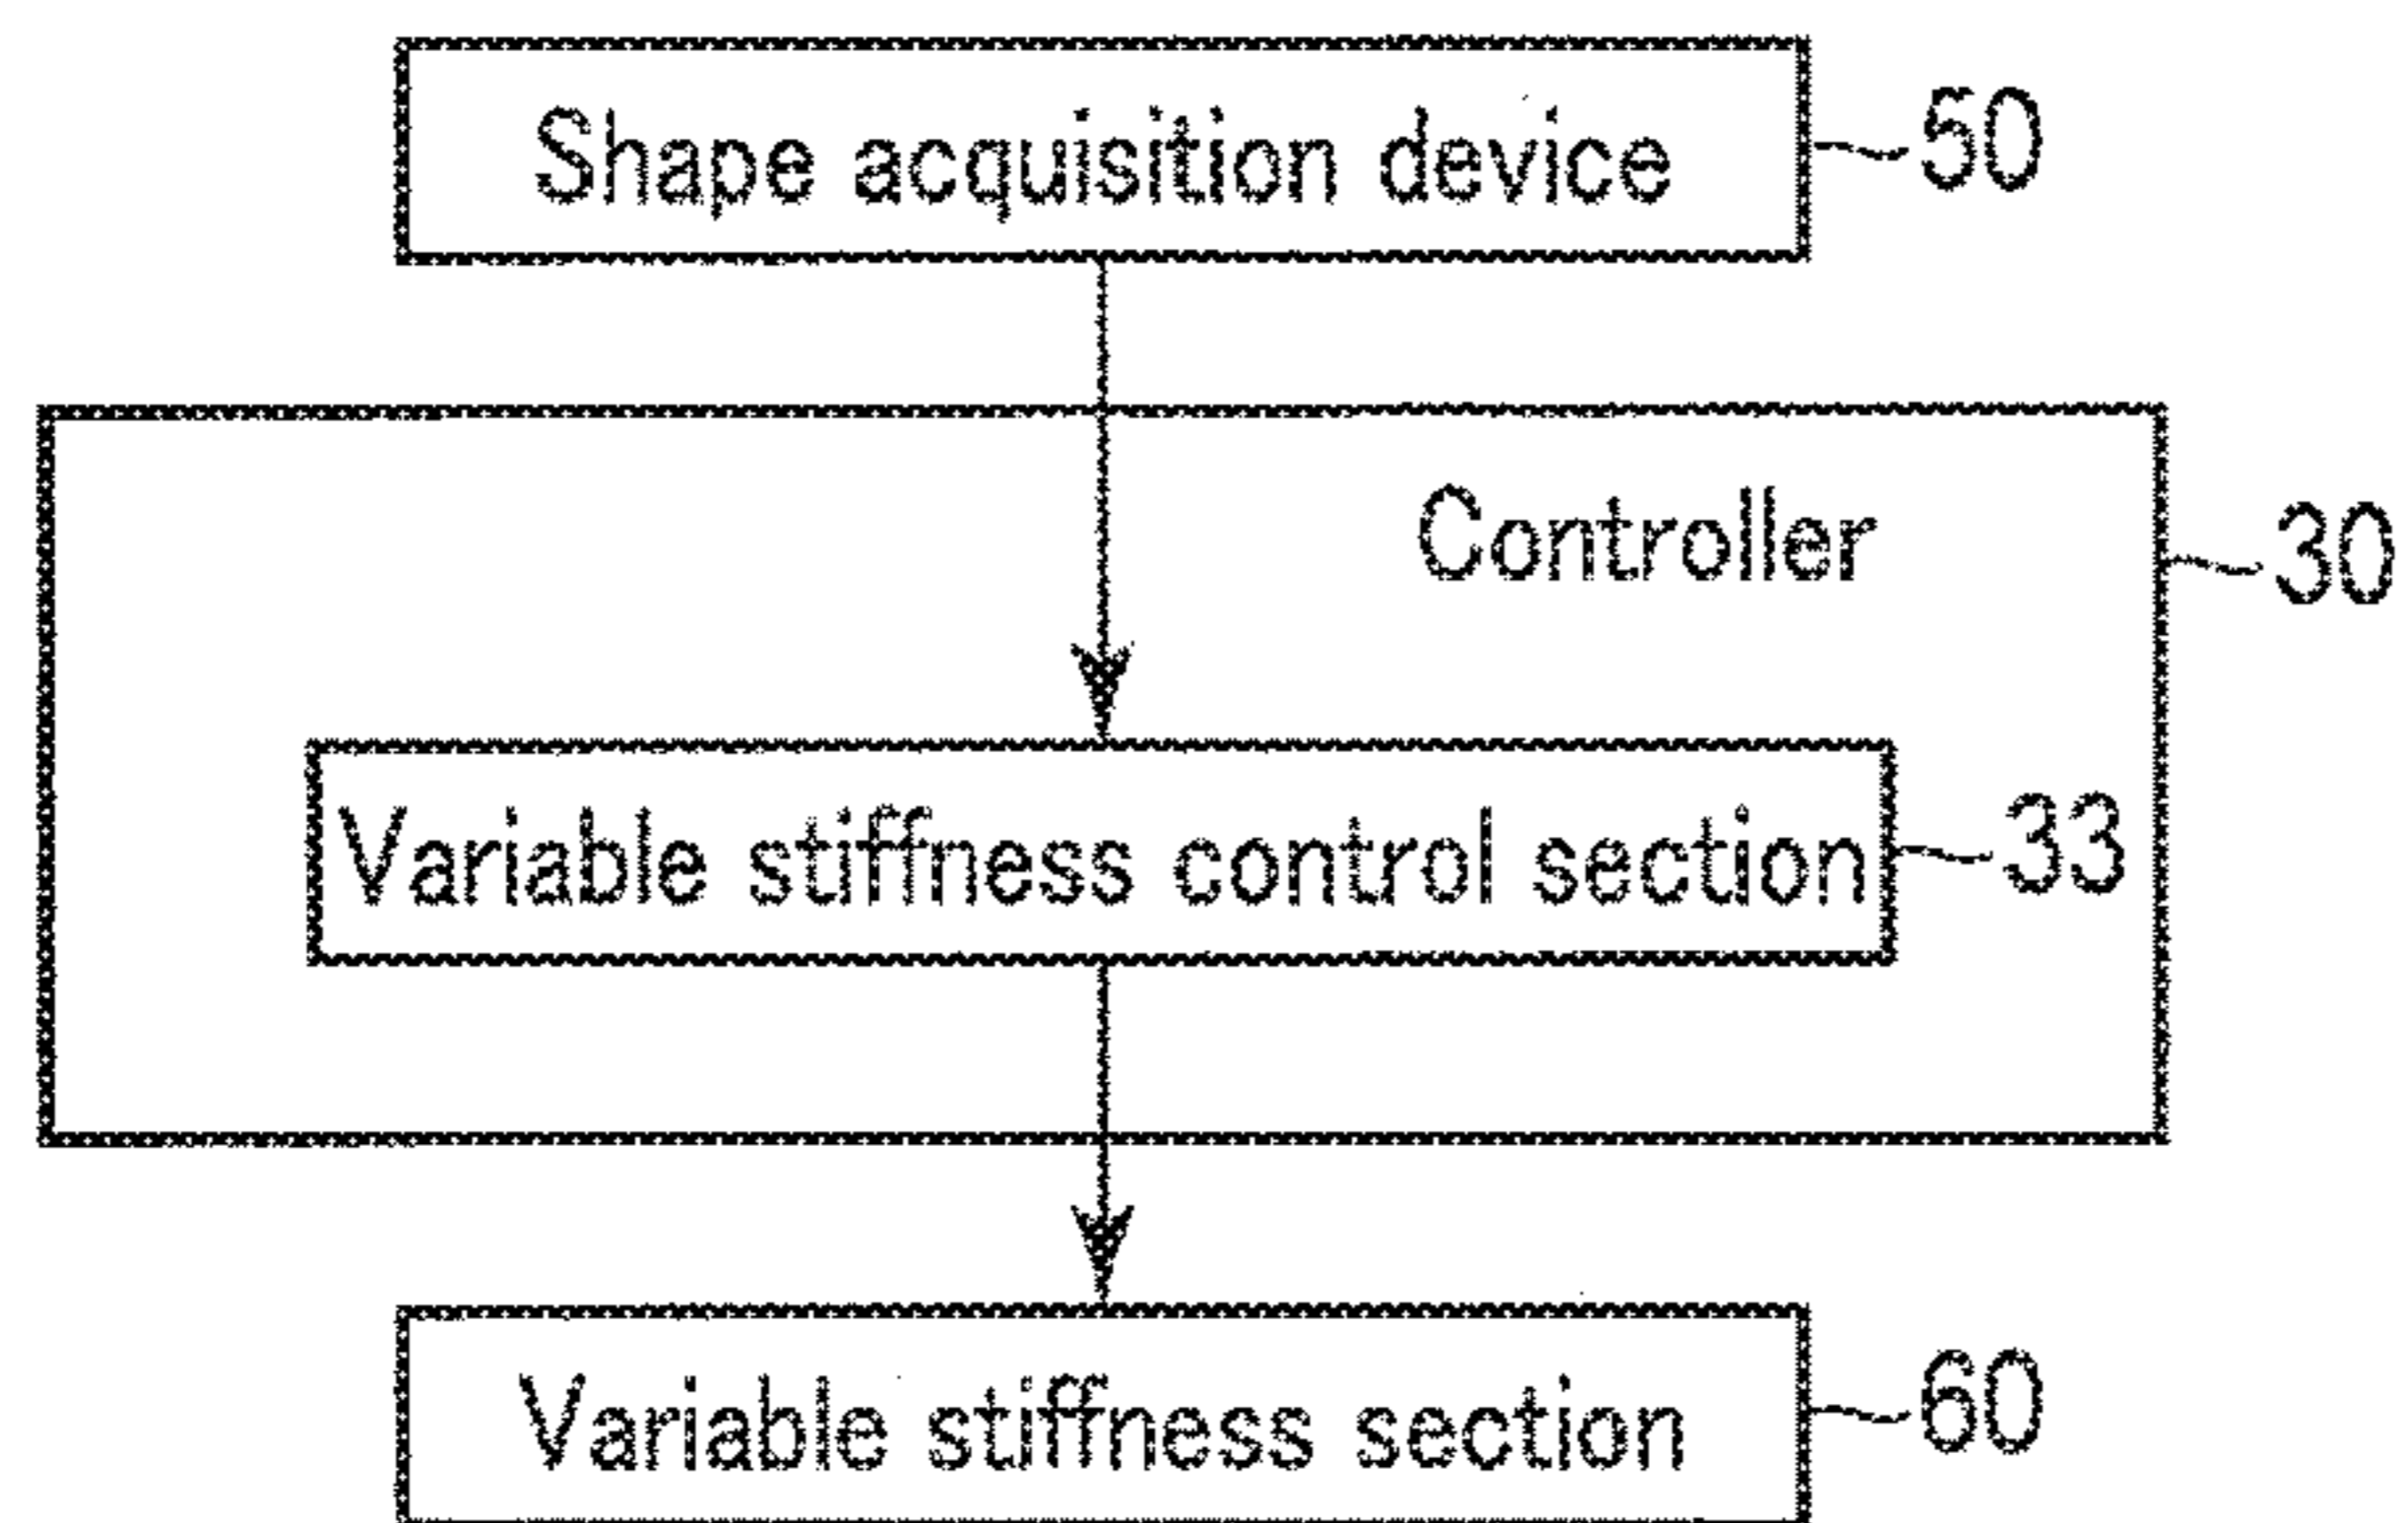 Shape acquisition device 50
Controller 30
Variable stiffness control section 33
Variable stiffness section 60